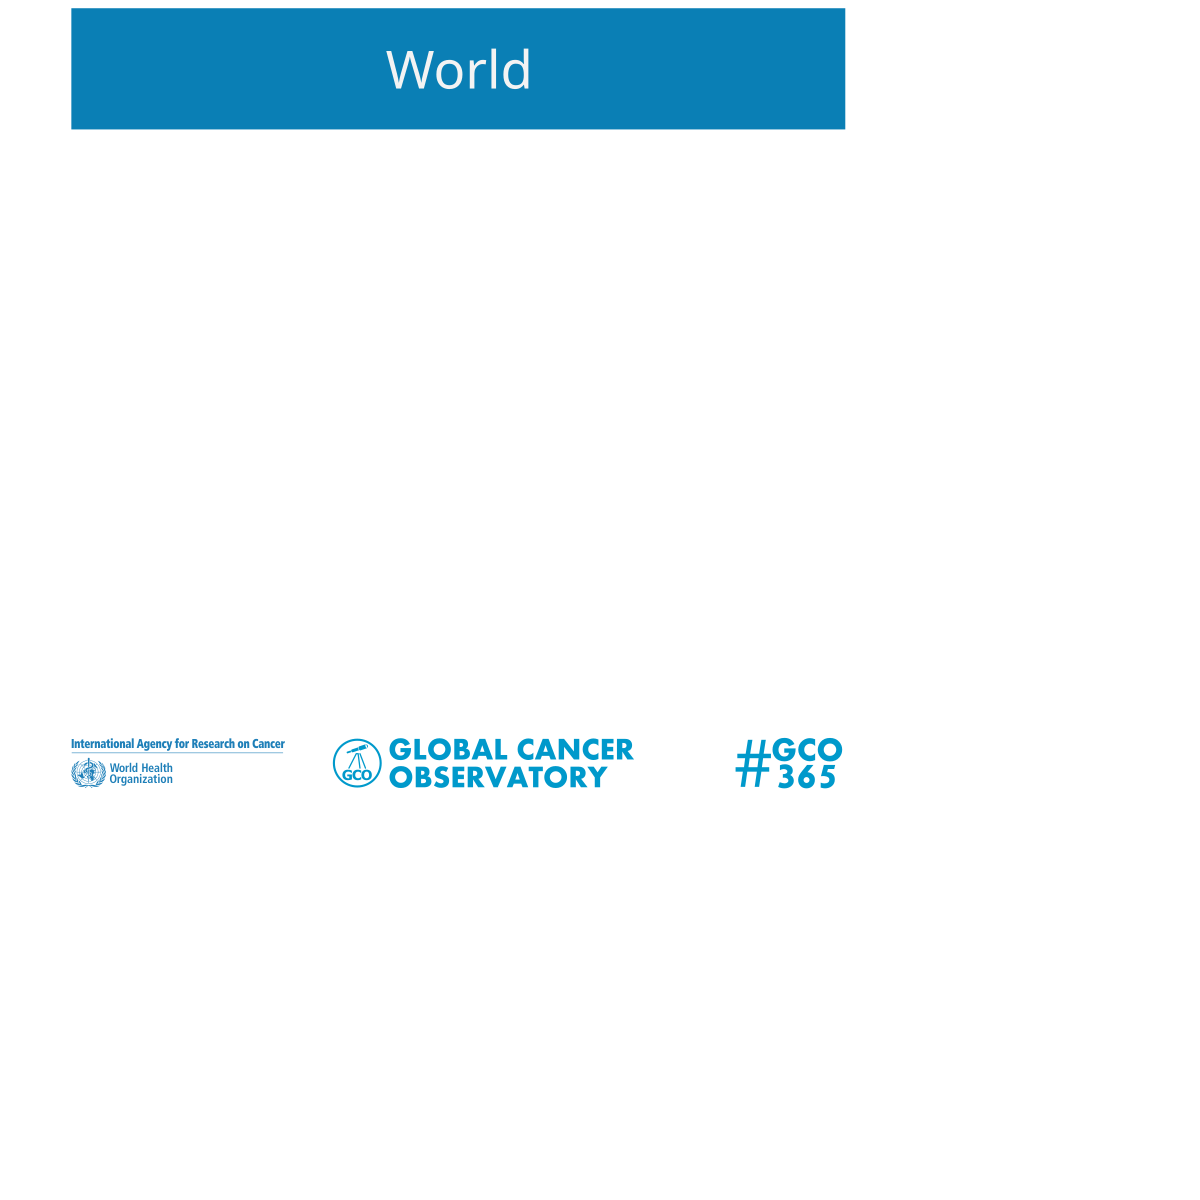 World
International Agency for Research on Cancer
World Health
Organization
GCO
GLOBAL CANCER
OBSERVATORY
#GCO
365